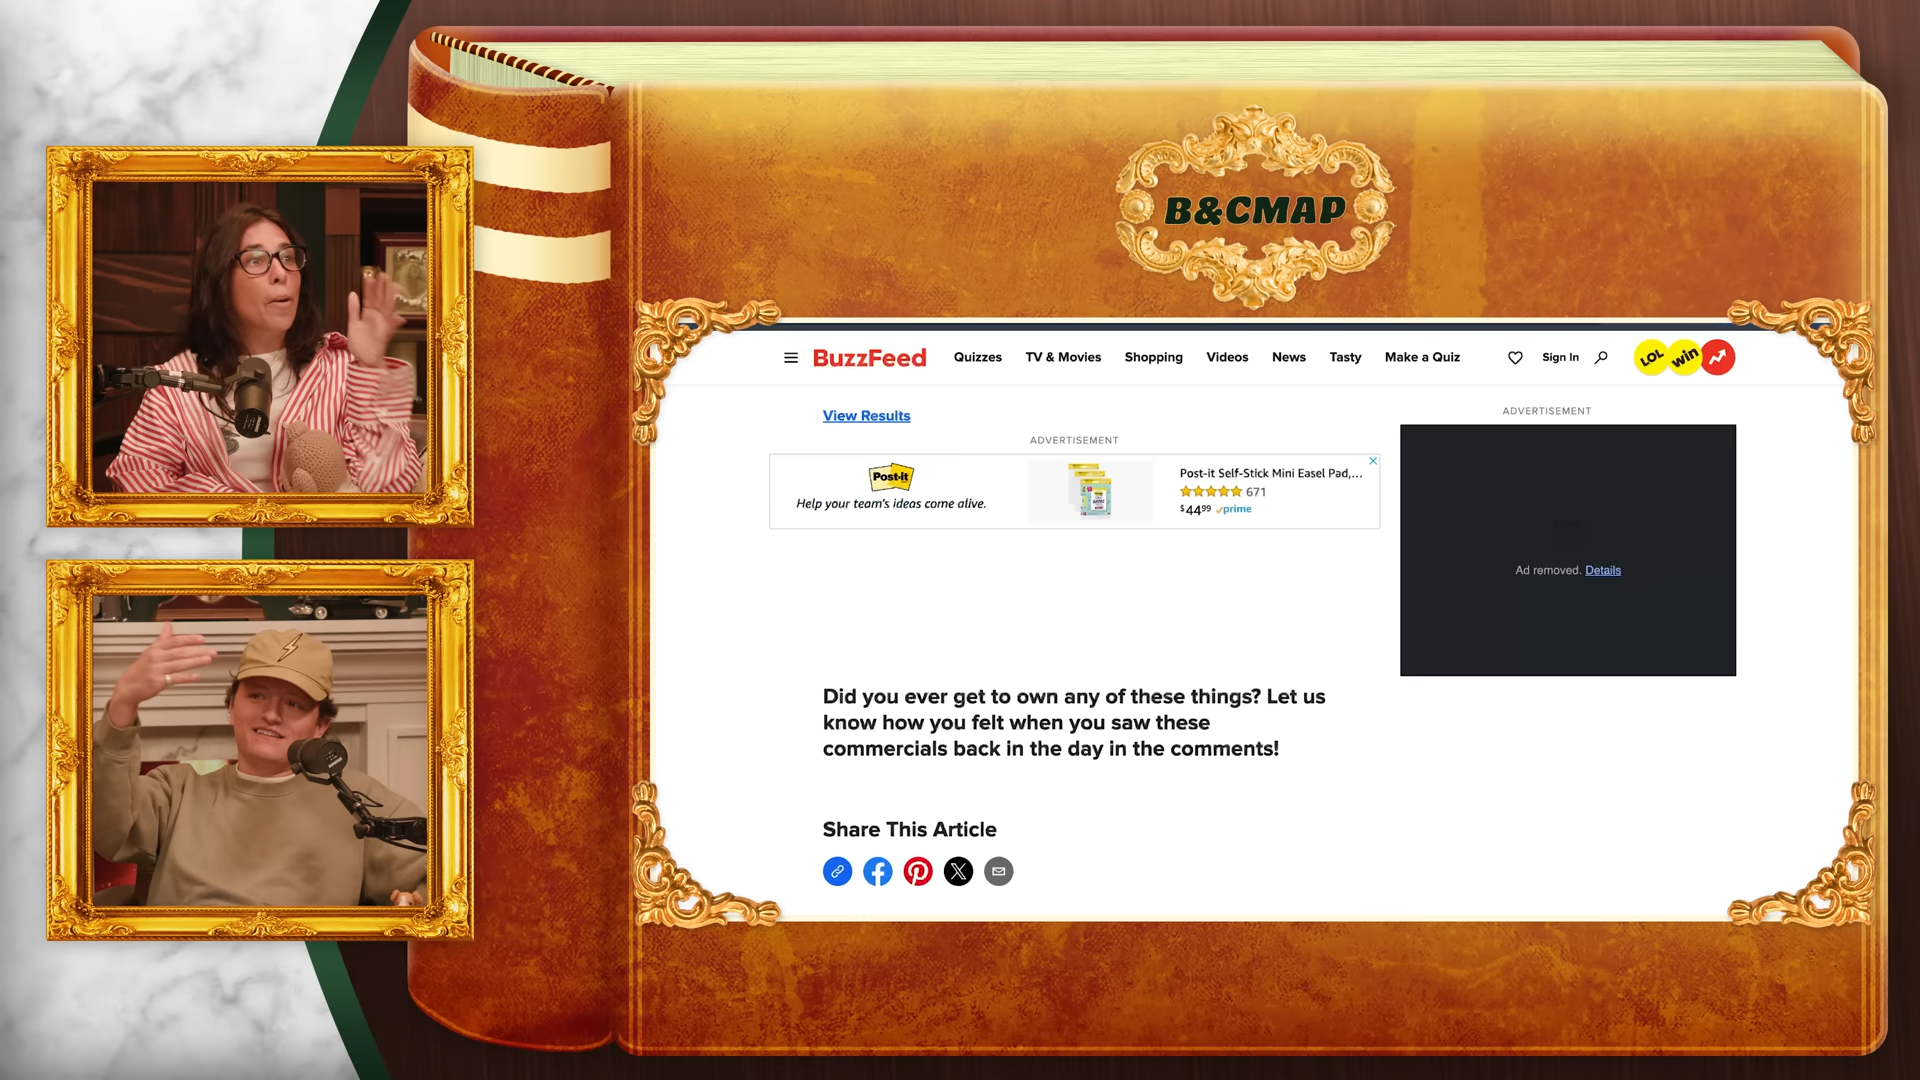 B&CMAP
BuzzFeed Quizzes TV & Movies Shopping Videos News Tasty Make a Quiz Sign In LOL win
View Results
ADVERTISEMENT
Post-it
Help your team's ideas come alive.
Post-it Self-Stick Mini Easel Pad,...
671
$44⁹⁹ prime
ADVERTISEMENT
Ad removed. Details
Did you ever get to own any of these things? Let us
know how you felt when you saw these
commercials back in the day in the comments!
Share This Article